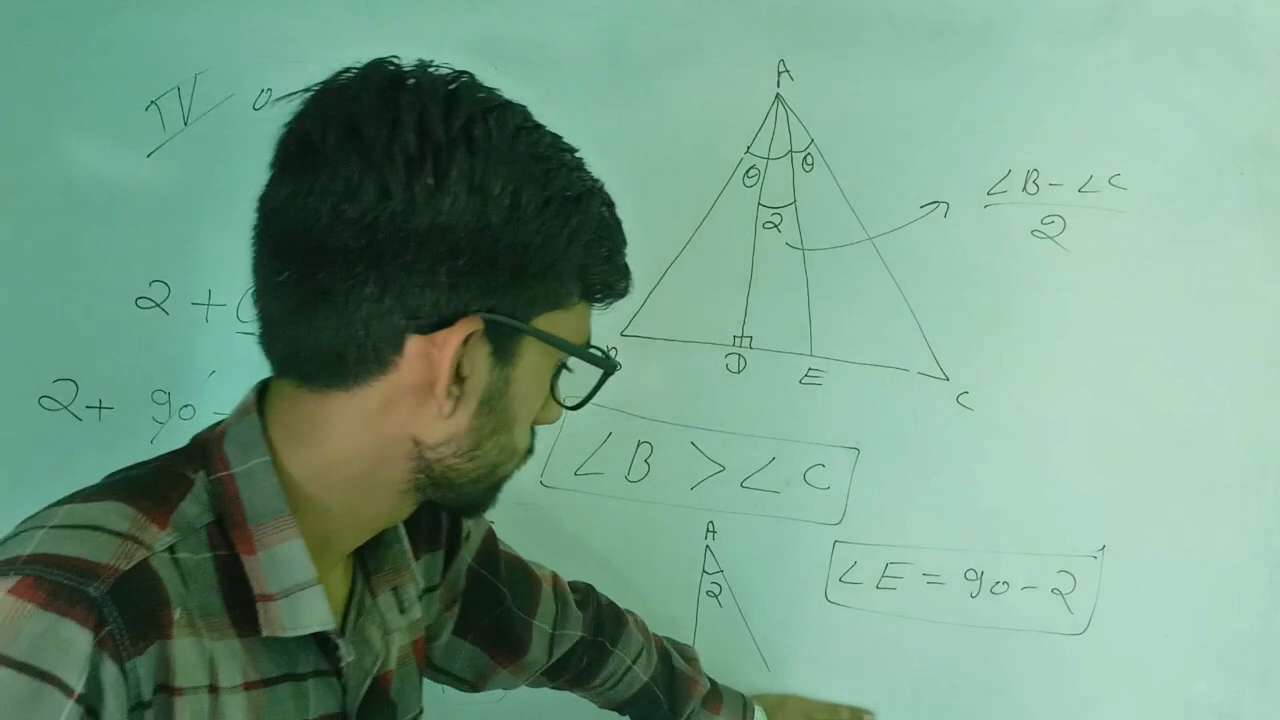 IV
A
θ θ
2
∠B - ∠C
2
2 +
D
E
C
2 + 90 -
∠B > ∠C
A
2
∠E = 90 - 2